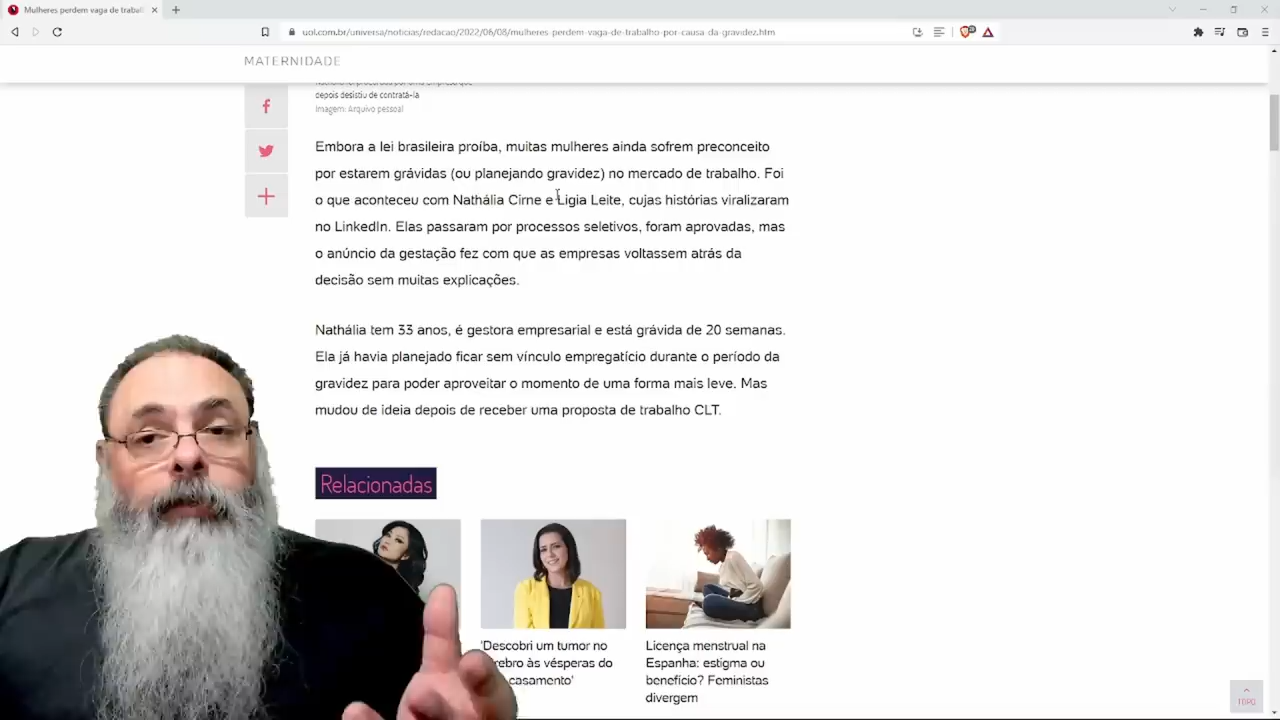 Mulheres perdem vaga de trabal
uol.com.br/universa/noticias/redacao/2022/06/08/mulheres-perdem-vaga-de-trabalho-por-causa-da-gravidez.htm
MATERNIDADE
depois desistiu de contratá-la
Imagem: Arquivo pessoal
Embora a lei brasileira proíba, muitas mulheres ainda sofrem preconceito
por estarem grávidas (ou planejando gravidez) no mercado de trabalho. Foi
o que aconteceu com Nathália Cirne e Ligia Leite, cujas histórias viralizaram
no LinkedIn. Elas passaram por processos seletivos, foram aprovadas, mas
o anúncio da gestação fez com que as empresas voltassem atrás da
decisão sem muitas explicações.
Nathália tem 33 anos, é gestora empresarial e está grávida de 20 semanas.
Ela já havia planejado ficar sem vínculo empregatício durante o período da
gravidez para poder aproveitar o momento de uma forma mais leve. Mas
mudou de ideia depois de receber uma proposta de trabalho CLT.
Relacionadas
'Descobri um tumor no
às vésperas do
casamento'
Licença menstrual na
Espanha: estigma ou
benefício? Feministas
divergem
TOPO